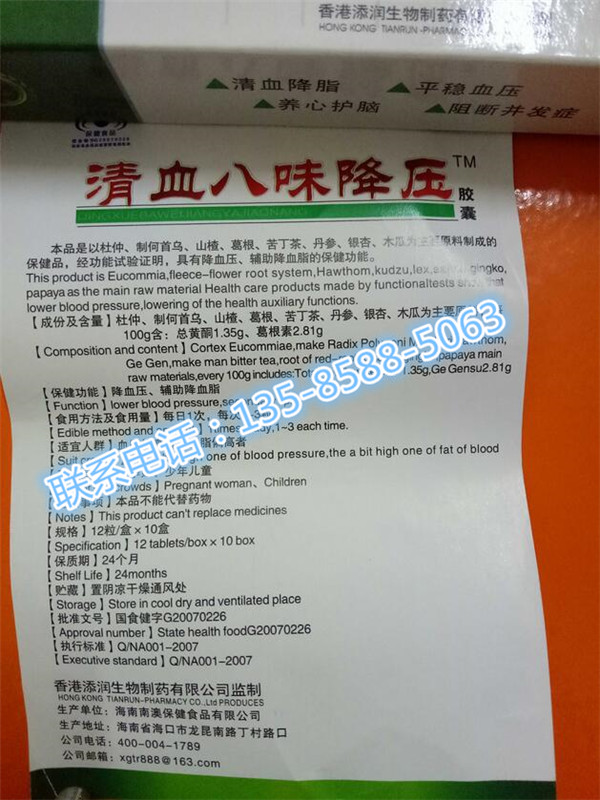 香港添润生物制药有限公司
HONG KONG TIANRUN -PHARMACY
▲清血降脂 ▲平稳血压
▲养心护脑 ▲阻断并发症
保健食品
清血八味降压TM
胶囊
QINGXUEBAWEIJIANGYAJIAONANG
本品是以杜仲、制何首乌、山楂、葛根、苦丁茶、丹参、银杏、木瓜为主要原料制成的
保健品，经功能试验证明，具有降血压、辅助降血脂的保健功能。
This product is Eucommia,fleece-flower root system,Hawthorn,kudzu,Iex, gingko,
papaya as the main raw material Health care products made by functionaltests show that
lower blood pressure,lowering of the health auxiliary functions.
【成份及含量】杜仲、制何首乌、山楂、葛根、苦丁茶、丹参、银杏、木瓜为主要
100g含：总黄酮1.35g、葛根素2.81g
【Composition and content】Cortex Eucommiae,make Radix
Ge Gen,make man bitter tea,root of papaya main
raw materials,every 100g includes: 1.35g,Ge Gensu2.81g
【保健功能】降血压、辅助降血脂
【Function】lower blood pressure,
【食用方法及食用量】每日1次，每次
【Edible method and 1~3 each time.
【适宜人群】 脂偏高者
one of blood pressure,the a bit high one of fat of blood
少年儿童
Pregnant woman、Children
事项】本品不能代替药物
【Notes】This product can't replace medicines
【规格】12粒/盒×10盒
【Specification】12 tablets/box × 10 box
【保质期】24个月
【Shelf Life】24months
【贮藏】置阴凉干燥通风处
【Storage】Store in cool dry and ventilated place
【批准文号】国食健字G20070226
【Approval number】State health foodG20070226
【执行标准】Q/NA001-2007
【Executive standard】Q/NA001-2007
香港添润生物制药有限公司监制
HONG KONG TIANRUN-PHARMACY CO.,Ltd PRODUCES
生产单位：海南南澳保健食品有限公司
生产地址：海南省海口市龙昆南路丁村路口
公司电话：400-004-1789
公司邮箱：xgtr888@163.com
联系电话：135-8588-5063